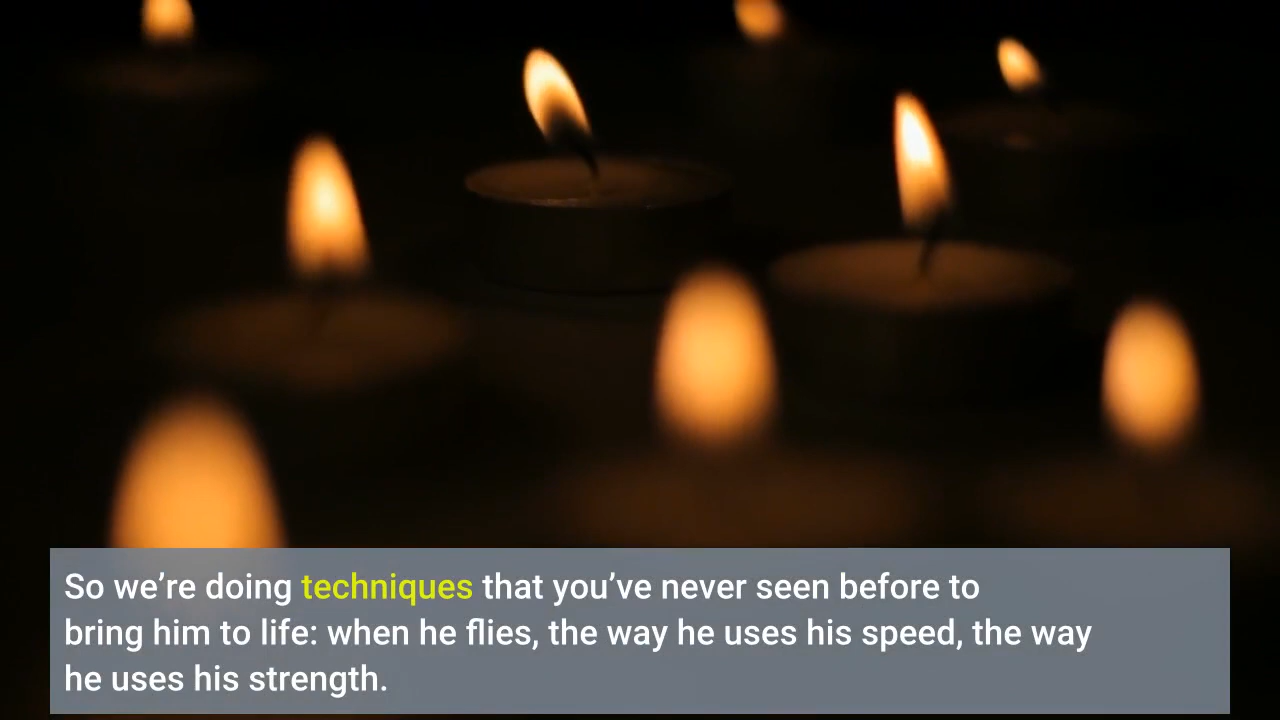 So we’re doing techniques that you’ve never seen before to
bring him to life: when he flies, the way he uses his speed, the way
he uses his strength.